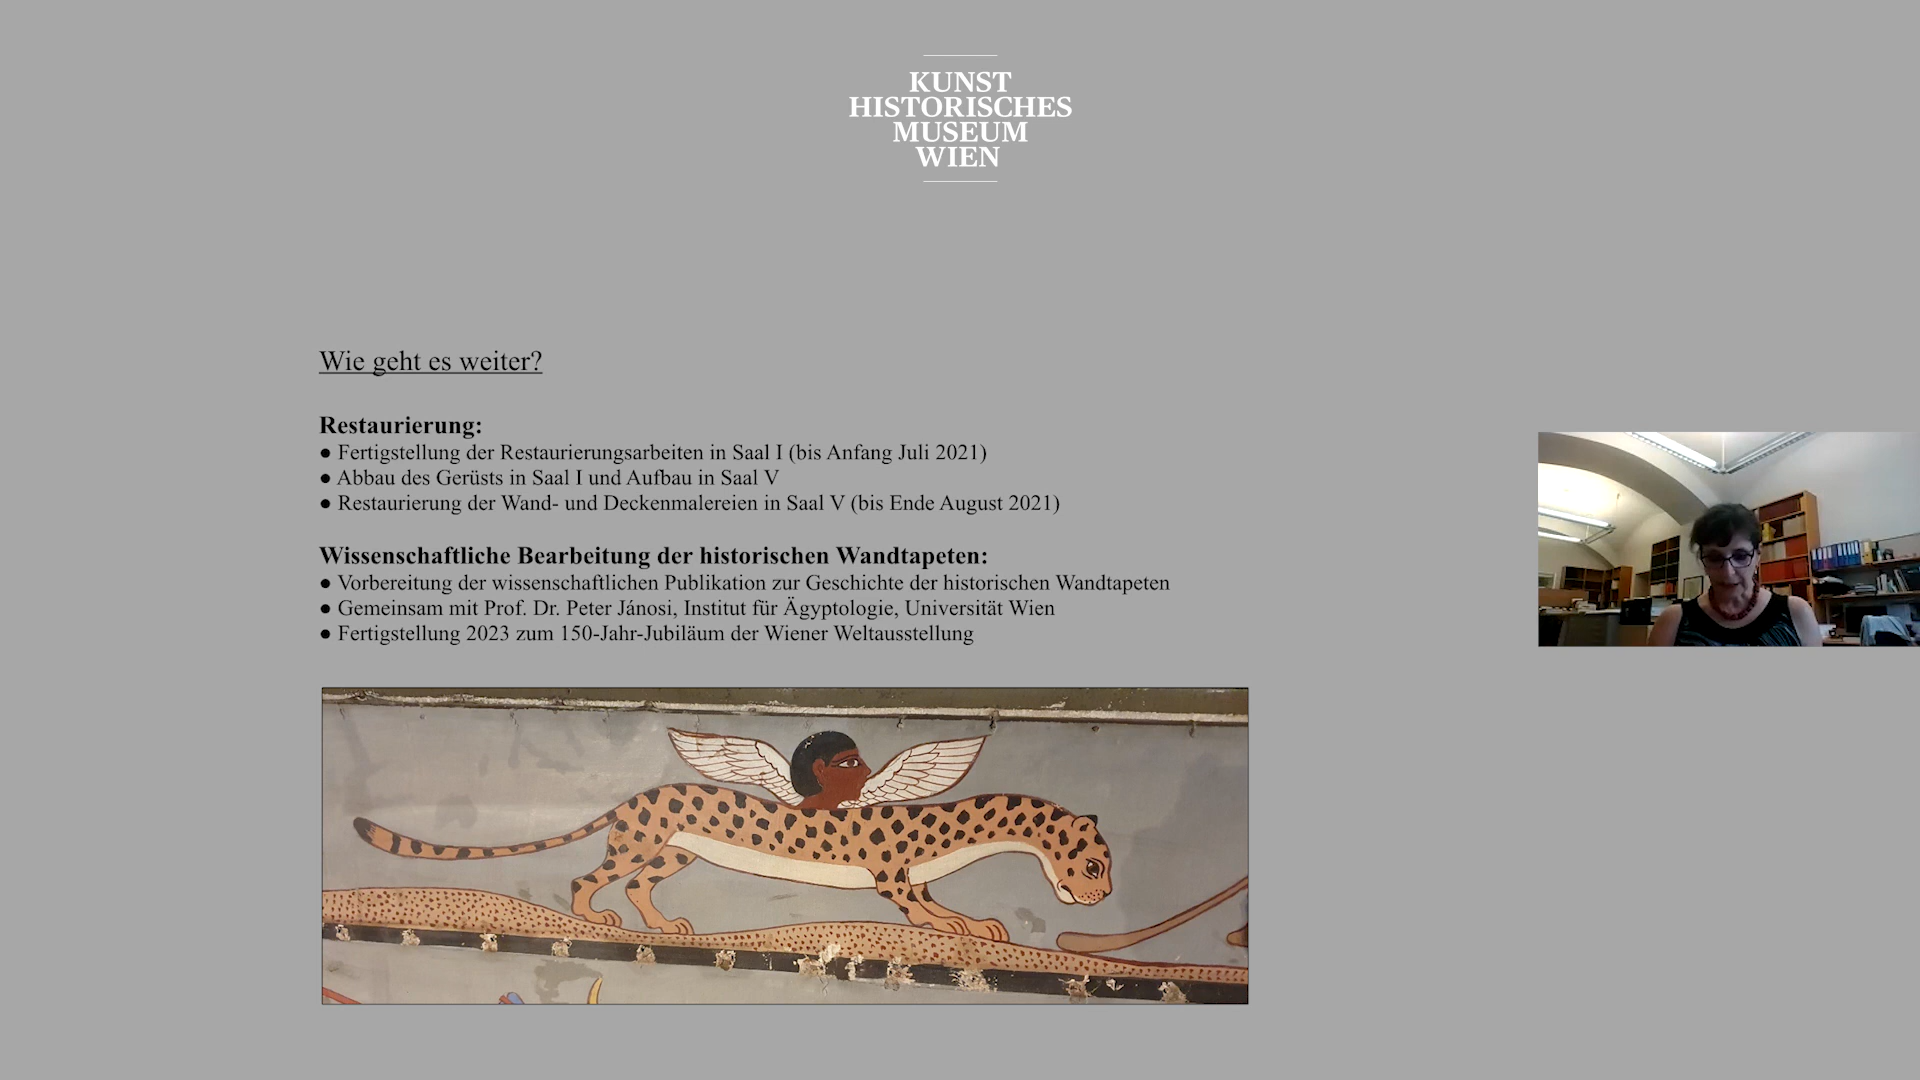 KUNST
HISTORISCHES
MUSEUM
WIEN
Wie geht es weiter?
Restaurierung:
● Fertigstellung der Restaurierungsarbeiten in Saal I (bis Anfang Juli 2021)
● Abbau des Gerüsts in Saal I und Aufbau in Saal V
● Restaurierung der Wand- und Deckenmalereien in Saal V (bis Ende August 2021)
Wissenschaftliche Bearbeitung der historischen Wandtapeten:
● Vorbereitung der wissenschaftlichen Publikation zur Geschichte der historischen Wandtapeten
● Gemeinsam mit Prof. Dr. Peter Jánosi, Institut für Ägyptologie, Universität Wien
● Fertigstellung 2023 zum 150-Jahr-Jubiläum der Wiener Weltausstellung